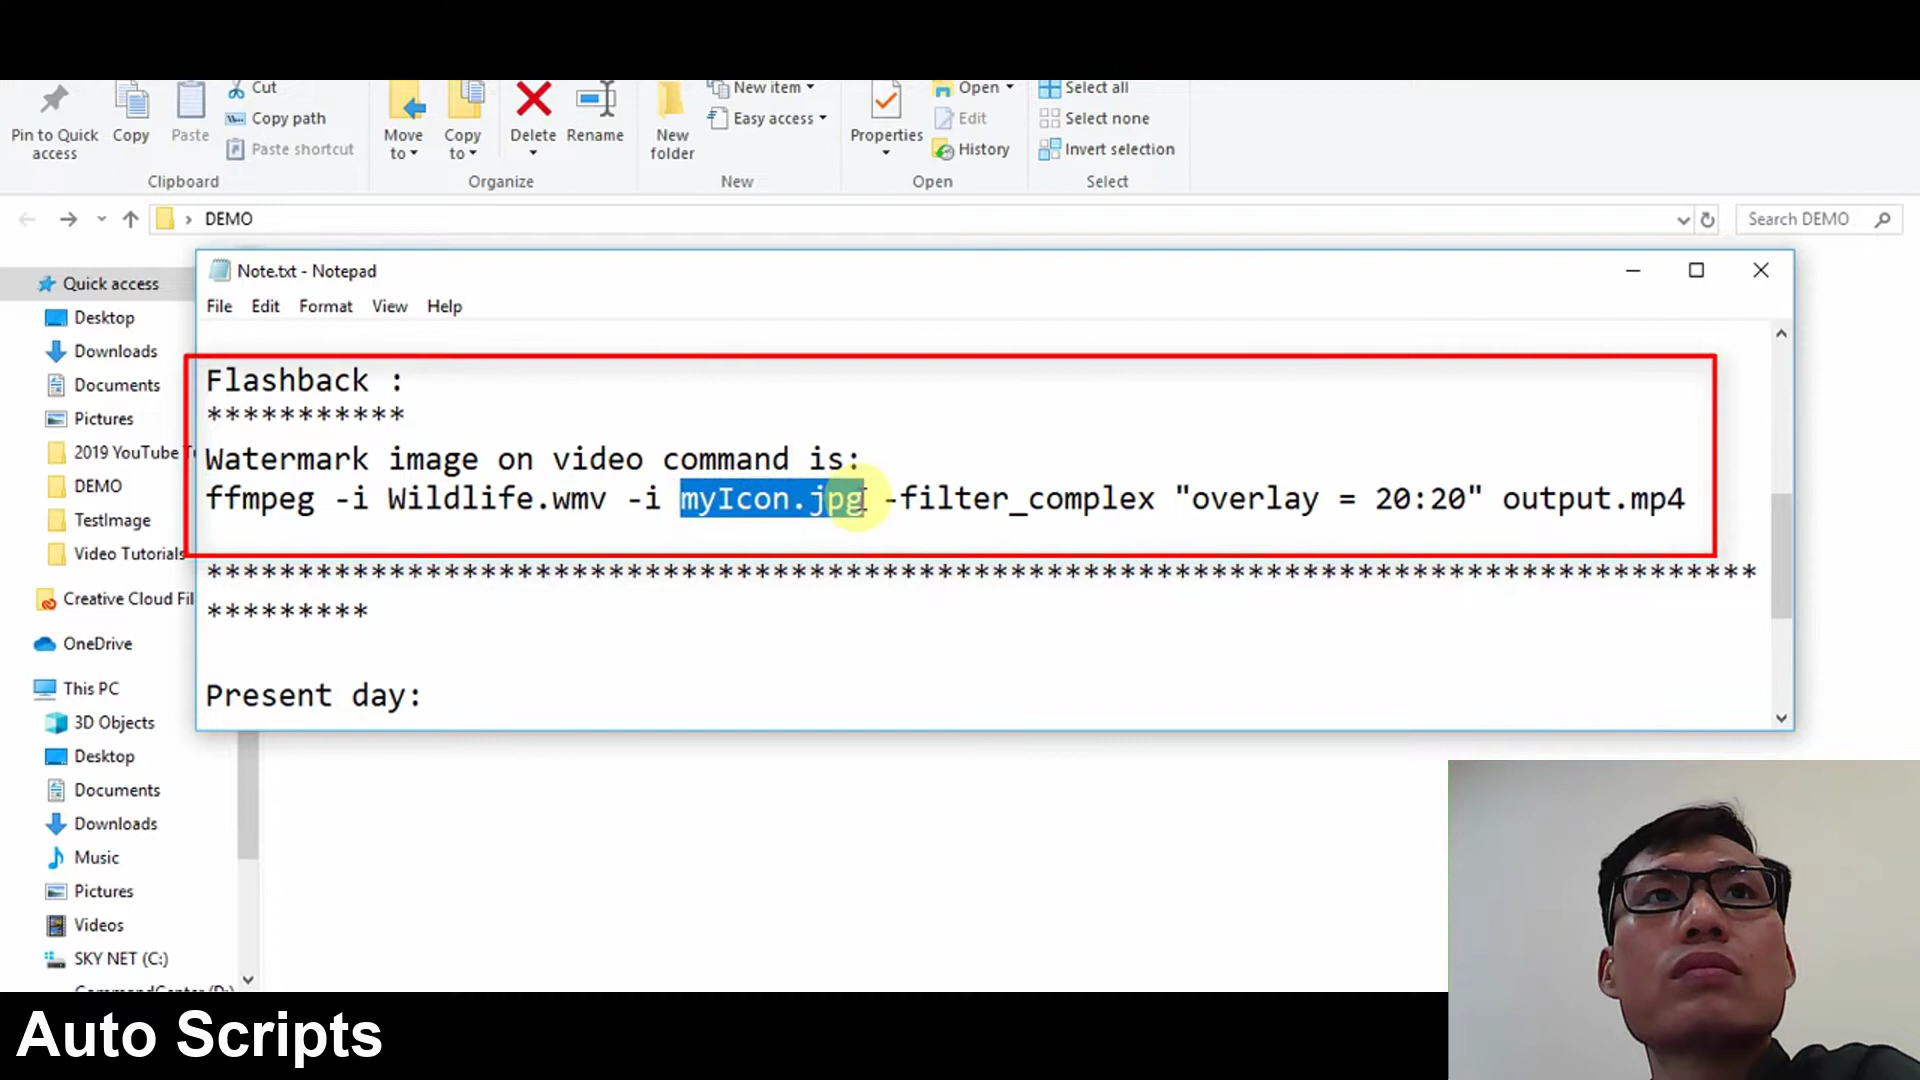 Cut
Copy path
Paste shortcut
Pin to Quick access
Copy
Paste
Clipboard
Move to
Copy to
Delete
Rename
Organize
New item
Easy access
New folder
New
Open
Edit
History
Properties
Open
Select all
Select none
Invert selection
Select
DEMO
Search DEMO
Note.txt - Notepad
File Edit Format View Help
Flashback :
***********
Watermark image on video command is:
ffmpeg -i Wildlife.wmv -i myIcon.jpg -filter_complex "overlay = 20:20" output.mp4
*************************************************************************************
*********
Present day:
Quick access
Desktop
Downloads
Documents
Pictures
2019 YouTube
DEMO
TestImage
Video Tutorials
Creative Cloud Fil
OneDrive
This PC
3D Objects
Desktop
Documents
Downloads
Music
Pictures
Videos
SKY NET (C:)
Auto Scripts